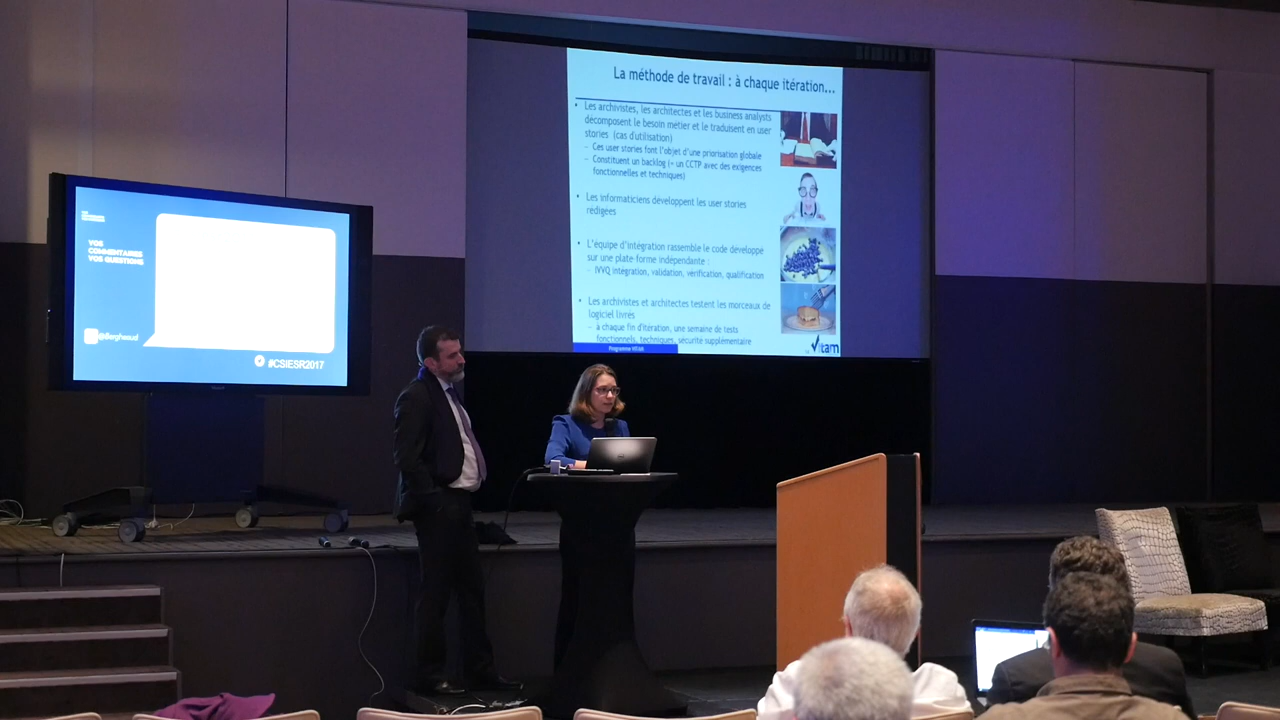 La méthode de travail : à chaque itération...
• Les archivistes, les architectes et les business analysts
décomposent le besoin métier et le traduisent en user
stories (cas d'utilisation)
– Ces user stories font l'objet d'une priorisation globale
– Constituent un backlog (= un CCTP avec des exigences
fonctionnelles et techniques)
• Les informaticiens développent les user stories
rédigées
• L'équipe d'intégration rassemble le code développé
sur une plate-forme indépendante :
– IVVQ intégration, validation, vérification, qualification
• Les archivistes et architectes testent les morceaux de
logiciel livrés
– à chaque fin d'itération, une semaine de tests
fonctionnels, techniques, sécurité supplémentaire
Programme VITAM
Vitam
VOS
COMMENTAIRES
VOS QUESTIONS
#CSIESR2017
DELL